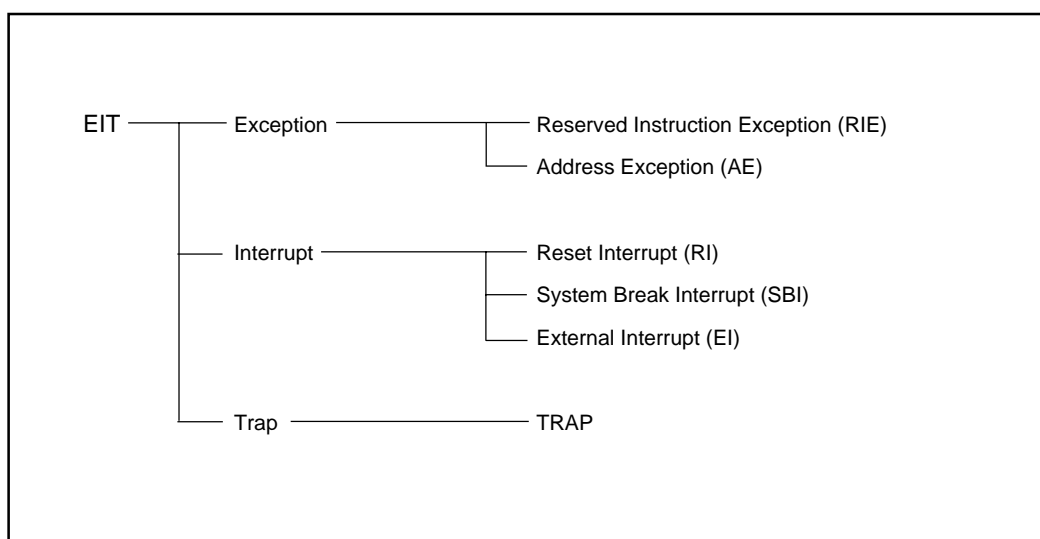 EIT
Exception
Reserved Instruction Exception (RIE)
Address Exception (AE)
Interrupt
Reset Interrupt (RI)
System Break Interrupt (SBI)
External Interrupt (EI)
Trap
TRAP